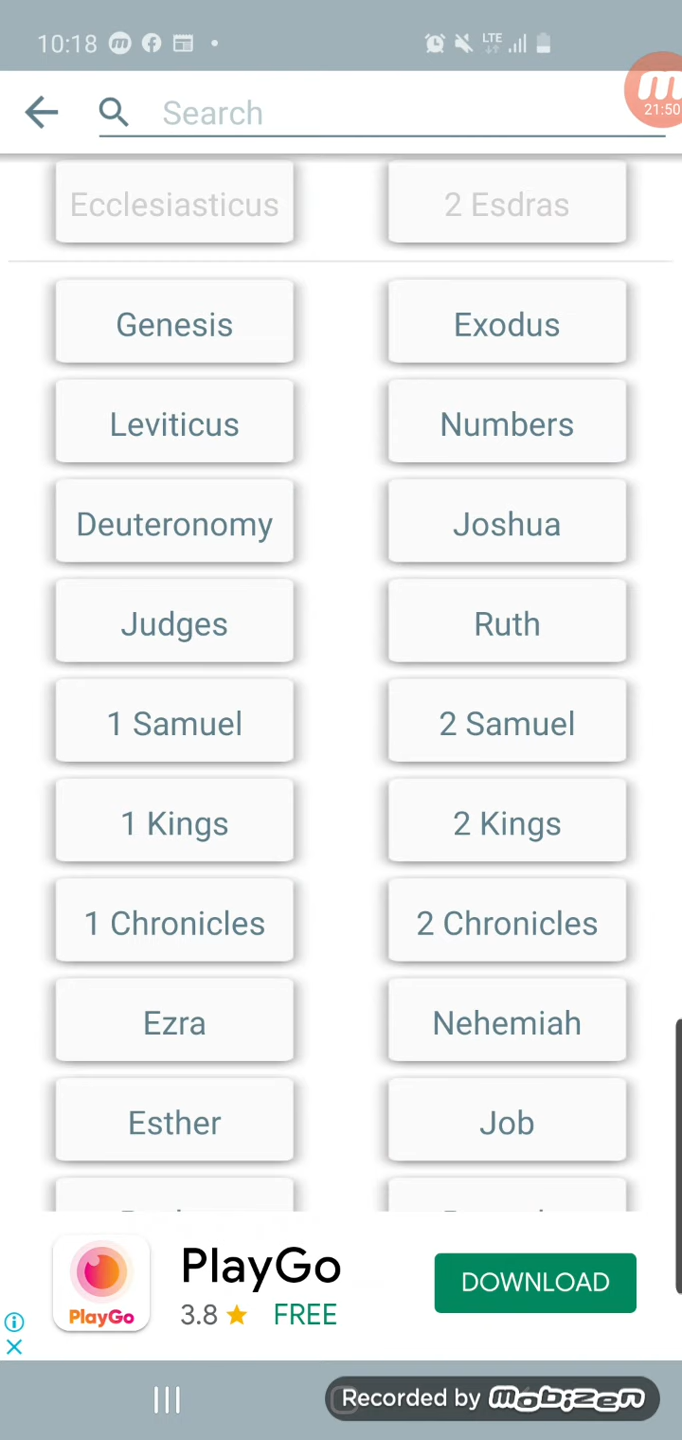 10:18 LTE
Search
21:50
Ecclesiasticus 2 Esdras
Genesis Exodus
Leviticus Numbers
Deuteronomy Joshua
Judges Ruth
1 Samuel 2 Samuel
1 Kings 2 Kings
1 Chronicles 2 Chronicles
Ezra Nehemiah
Esther Job
PlayGo
PlayGo
3.8 FREE
DOWNLOAD
Recorded by mobizen